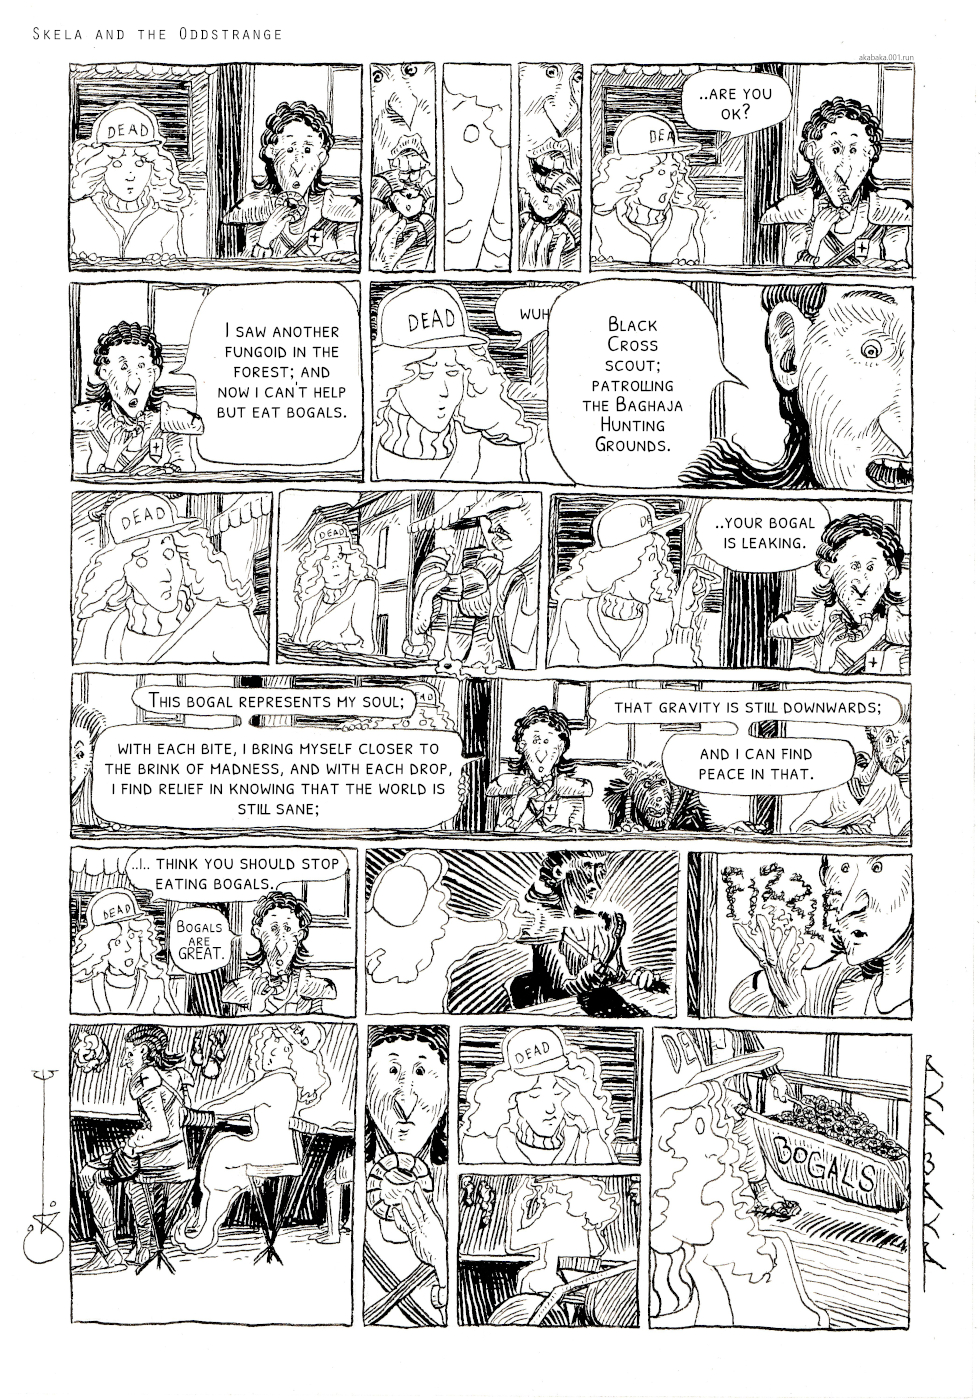 SKELA AND THE ODDSTRANGE
akabaka.001.run
DEAD
DEA
..ARE YOU
OK?
I SAW ANOTHER
FUNGOID IN THE
FOREST; AND
NOW I CAN'T HELP
BUT EAT BOGALS.
DEAD
WUH
BLACK
CROSS
SCOUT;
PATROLLING
THE BAGHAJA
HUNTING
GROUNDS.
DEAD
DEAD
DE
..YOUR BOGAL
IS LEAKING.
THIS BOGAL REPRESENTS MY SOUL;
EAD
WITH EACH BITE, I BRING MYSELF CLOSER TO
THE BRINK OF MADNESS, AND WITH EACH DROP,
I FIND RELIEF IN KNOWING THAT THE WORLD IS
STILL SANE;
THAT GRAVITY IS STILL DOWNWARDS;
AND I CAN FIND
PEACE IN THAT.
..I.. THINK YOU SHOULD STOP
EATING BOGALS.
DEAD
BOGALS
ARE
GREAT.
DEAD
DEAD
BOGALS